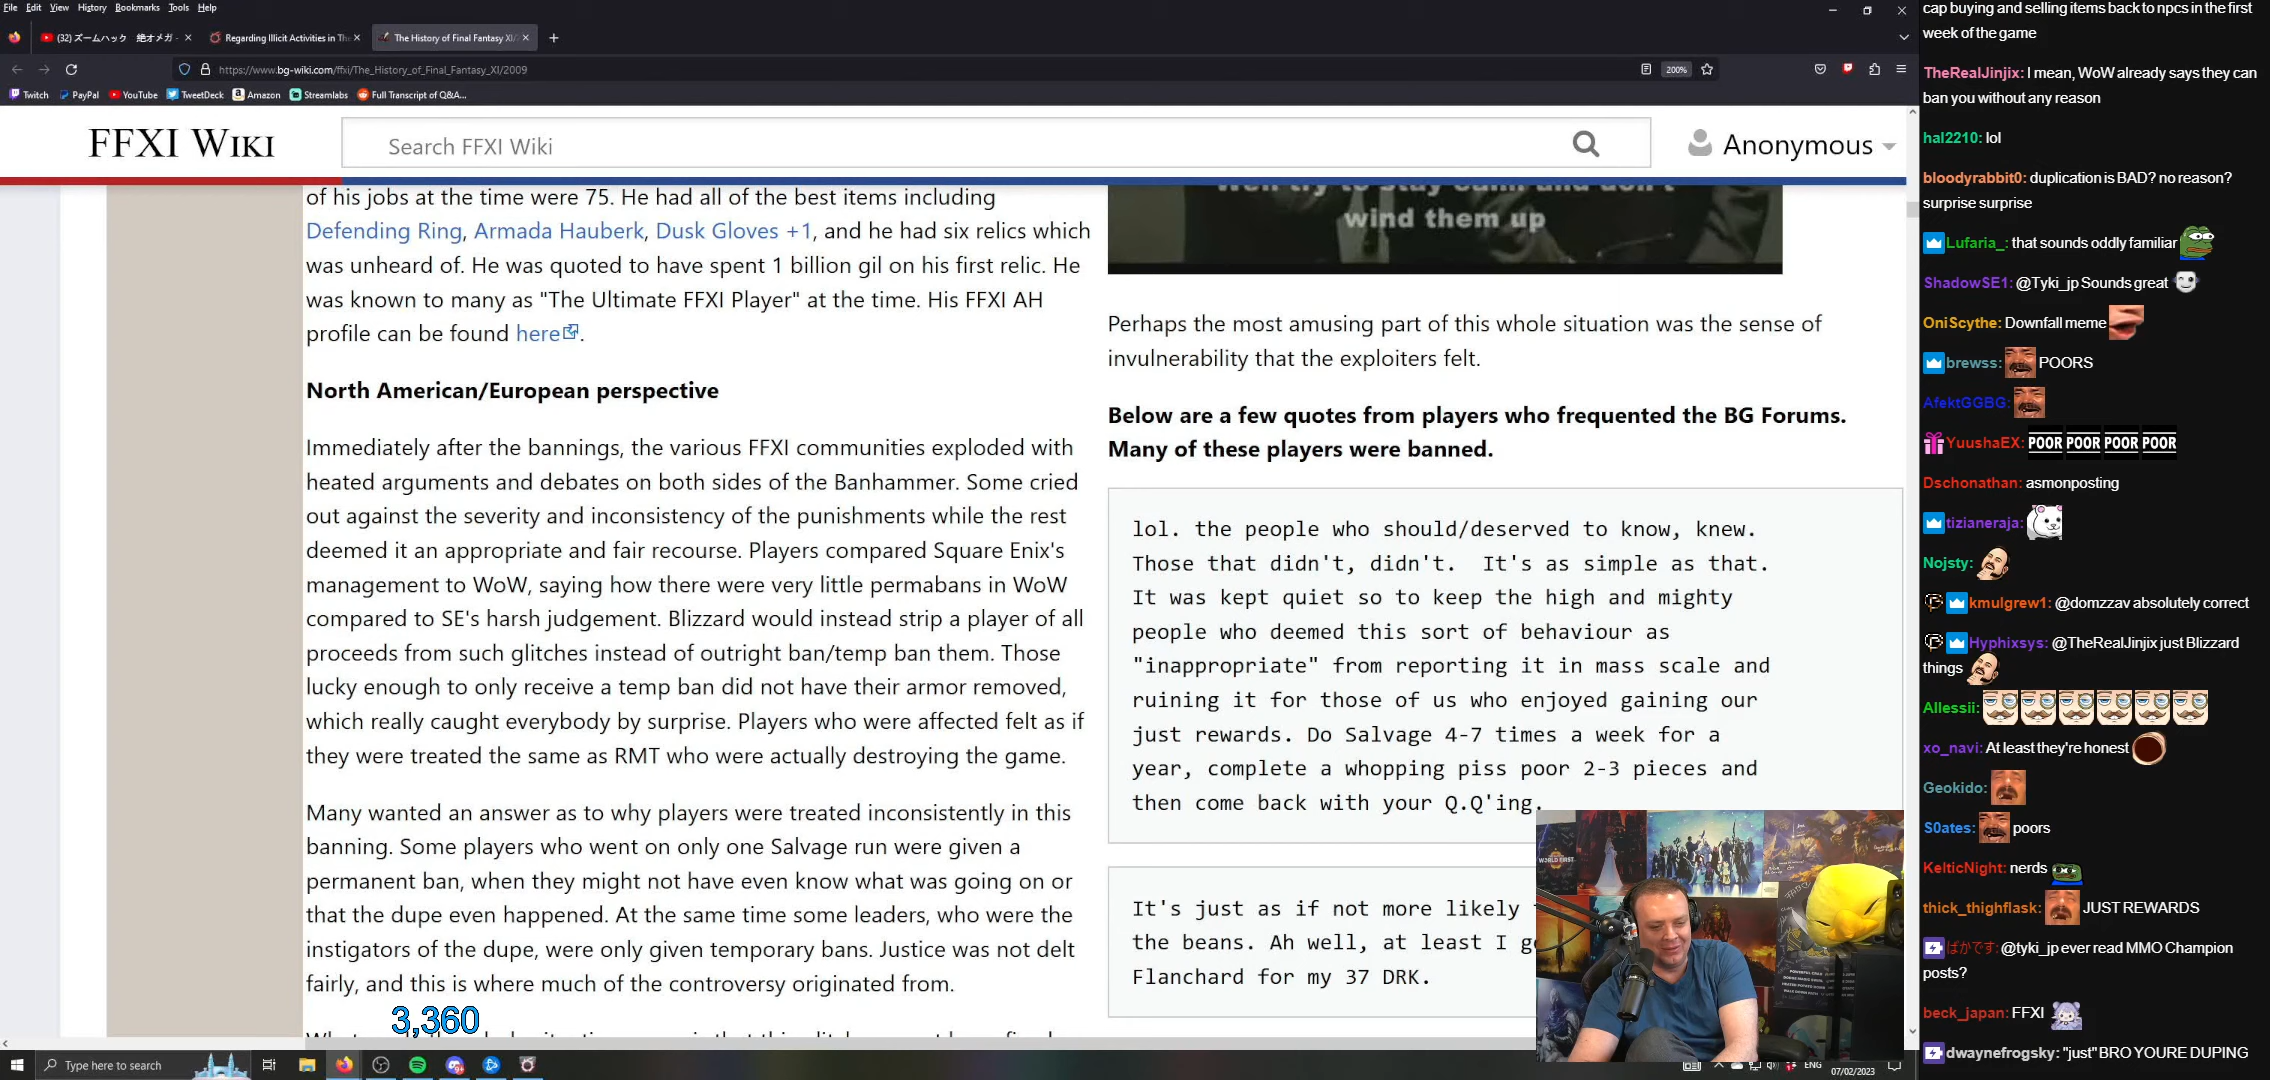 File Edit View History Bookmarks Tools Help
(32) ズームハック 絶オメガ -
Regarding Illicit Activities in The
The History of Final Fantasy XI/2
https://www.bg-wiki.com/ffxi/The_History_of_Final_Fantasy_XI/2009
200%
Twitch PayPal YouTube TweetDeck Amazon Streamlabs Full Transcript of Q&A...
FFXI Wiki
Search FFXI Wiki
Anonymous
of his jobs at the time were 75. He had all of the best items including
Defending Ring, Armada Hauberk, Dusk Gloves +1, and he had six relics which
was unheard of. He was quoted to have spent 1 billion gil on his first relic. He
was known to many as "The Ultimate FFXI Player" at the time. His FFXI AH
profile can be found here.
North American/European perspective
Immediately after the bannings, the various FFXI communities exploded with
heated arguments and debates on both sides of the Banhammer. Some cried
out against the severity and inconsistency of the punishments while the rest
deemed it an appropriate and fair recourse. Players compared Square Enix's
management to WoW, saying how there were very little permabans in WoW
compared to SE's harsh judgement. Blizzard would instead strip a player of all
proceeds from such glitches instead of outright ban/temp ban them. Those
lucky enough to only receive a temp ban did not have their armor removed,
which really caught everybody by surprise. Players who were affected felt as if
they were treated the same as RMT who were actually destroying the game.
Many wanted an answer as to why players were treated inconsistently in this
banning. Some players who went on only one Salvage run were given a
permanent ban, when they might not have even know what was going on or
that the dupe even happened. At the same time some leaders, who were the
instigators of the dupe, were only given temporary bans. Justice was not delt
fairly, and this is where much of the controversy originated from.
3,360
well try to stay calm and don't
wind them up
Perhaps the most amusing part of this whole situation was the sense of
invulnerability that the exploiters felt.
Below are a few quotes from players who frequented the BG Forums.
Many of these players were banned.
lol. the people who should/deserved to know, knew.
Those that didn't, didn't. It's as simple as that.
It was kept quiet so to keep the high and mighty
people who deemed this sort of behaviour as
"inappropriate" from reporting it in mass scale and
ruining it for those of us who enjoyed gaining our
just rewards. Do Salvage 4-7 times a week for a
year, complete a whopping piss poor 2-3 pieces and
then come back with your Q.Q'ing.
It's just as if not more likely
the beans. Ah well, at least I
Flanchard for my 37 DRK.
WORLD FIRST
Type here to search
ENG
07/02/2023
cap buying and selling items back to npcs in the first
week of the game
TheRealJinjix: I mean, WoW already says they can
ban you without any reason
hal2210: lol
bloodyrabbit0: duplication is BAD? no reason?
surprise surprise
Lufaria_: that sounds oddly familiar
ShadowSE1: @Tyki_jp Sounds great
OniScythe: Downfall meme
brewss: POORS
AfektGGBG:
YuushaEX: POOR POOR POOR POOR
Dschonathan: asmonposting
tizianeraja:
Nojsty:
kmulgrew1: @domzzav absolutely correct
Hyphixsys: @TheRealJinjix just Blizzard
things
Allessii:
xo_navi: At least they're honest
Geokido:
S0ates: poors
KelticNight: nerds
thick_thighflask: JUST REWARDS
ばかです: @tyki_jp ever read MMO Champion
posts?
beck_japan: FFXI
dwaynefrogsky: "just" BRO YOURE DUPING